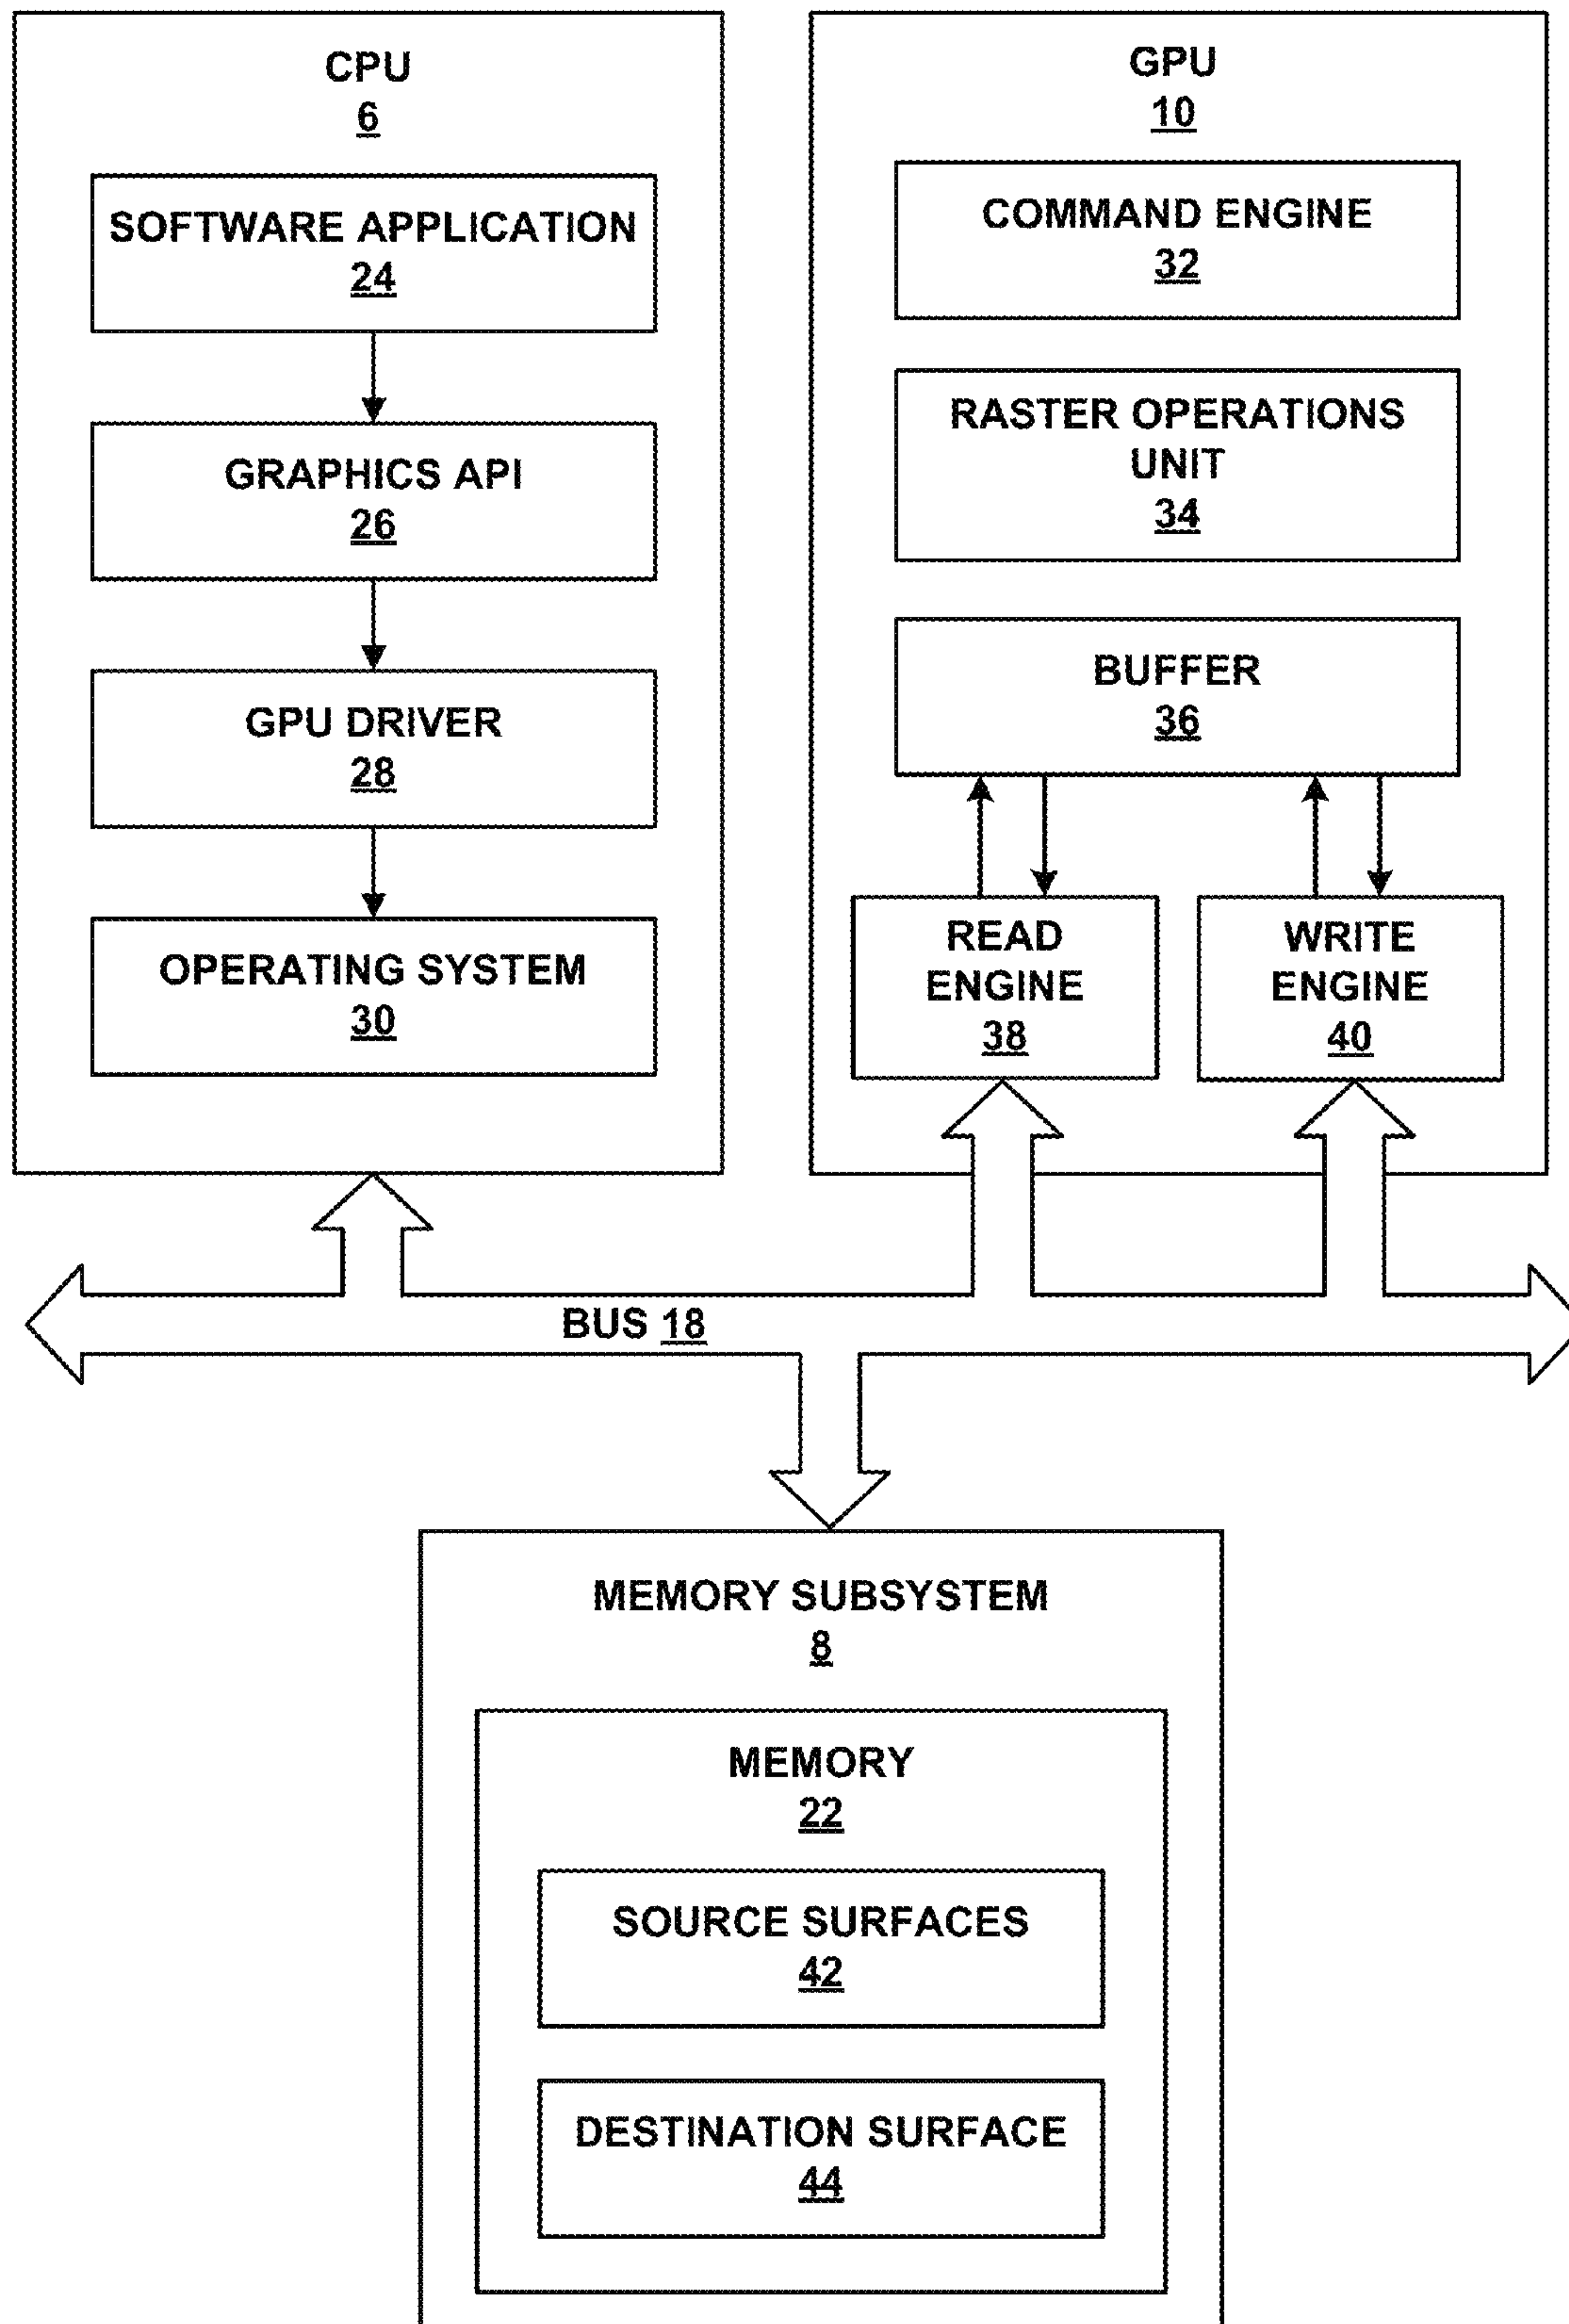 CPU
6
SOFTWARE APPLICATION
24
GRAPHICS API
26
GPU DRIVER
28
OPERATING SYSTEM
30
GPU
10
COMMAND ENGINE
32
RASTER OPERATIONS
UNIT
34
BUFFER
36
READ
ENGINE
38
WRITE
ENGINE
40
BUS 18
MEMORY SUBSYSTEM
8
MEMORY
22
SOURCE SURFACES
42
DESTINATION SURFACE
44